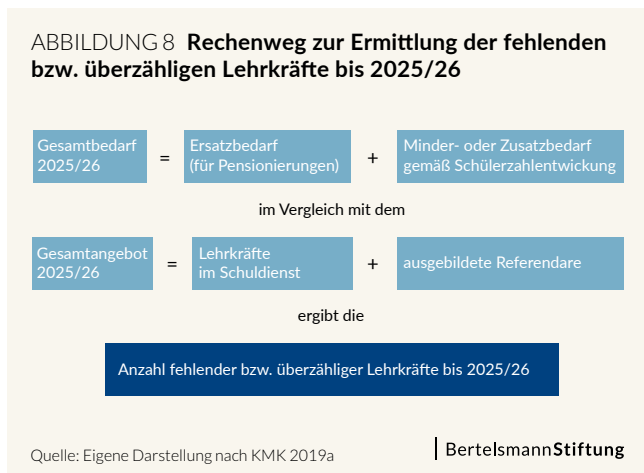 ABBILDUNG 8 Rechenweg zur Ermittlung der fehlenden
bzw. überzähligen Lehrkräfte bis 2025/26
Gesamtbedarf
2025/26
=
Ersatzbedarf
(für Pensionierungen)
+
Minder- oder Zusatzbedarf
gemäß Schülerzahlentwickung
im Vergleich mit dem
Gesamtangebot
2025/26
=
Lehrkräfte
im Schuldienst
+
ausgebildete Referendare
ergibt die
Anzahl fehlender bzw. überzähliger Lehrkräfte bis 2025/26
Quelle: Eigene Darstellung nach KMK 2019a
BertelsmannStiftung